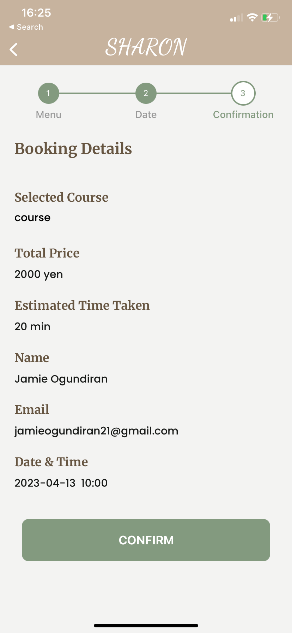 16:25
◀ Search
SHARON
1 2 3
Menu Date Confirmation
Booking Details
Selected Course
course
Total Price
2000 yen
Estimated Time Taken
20 min
Name
Jamie Ogundiran
Email
jamieogundiran21@gmail.com
Date & Time
2023-04-13 10:00
CONFIRM